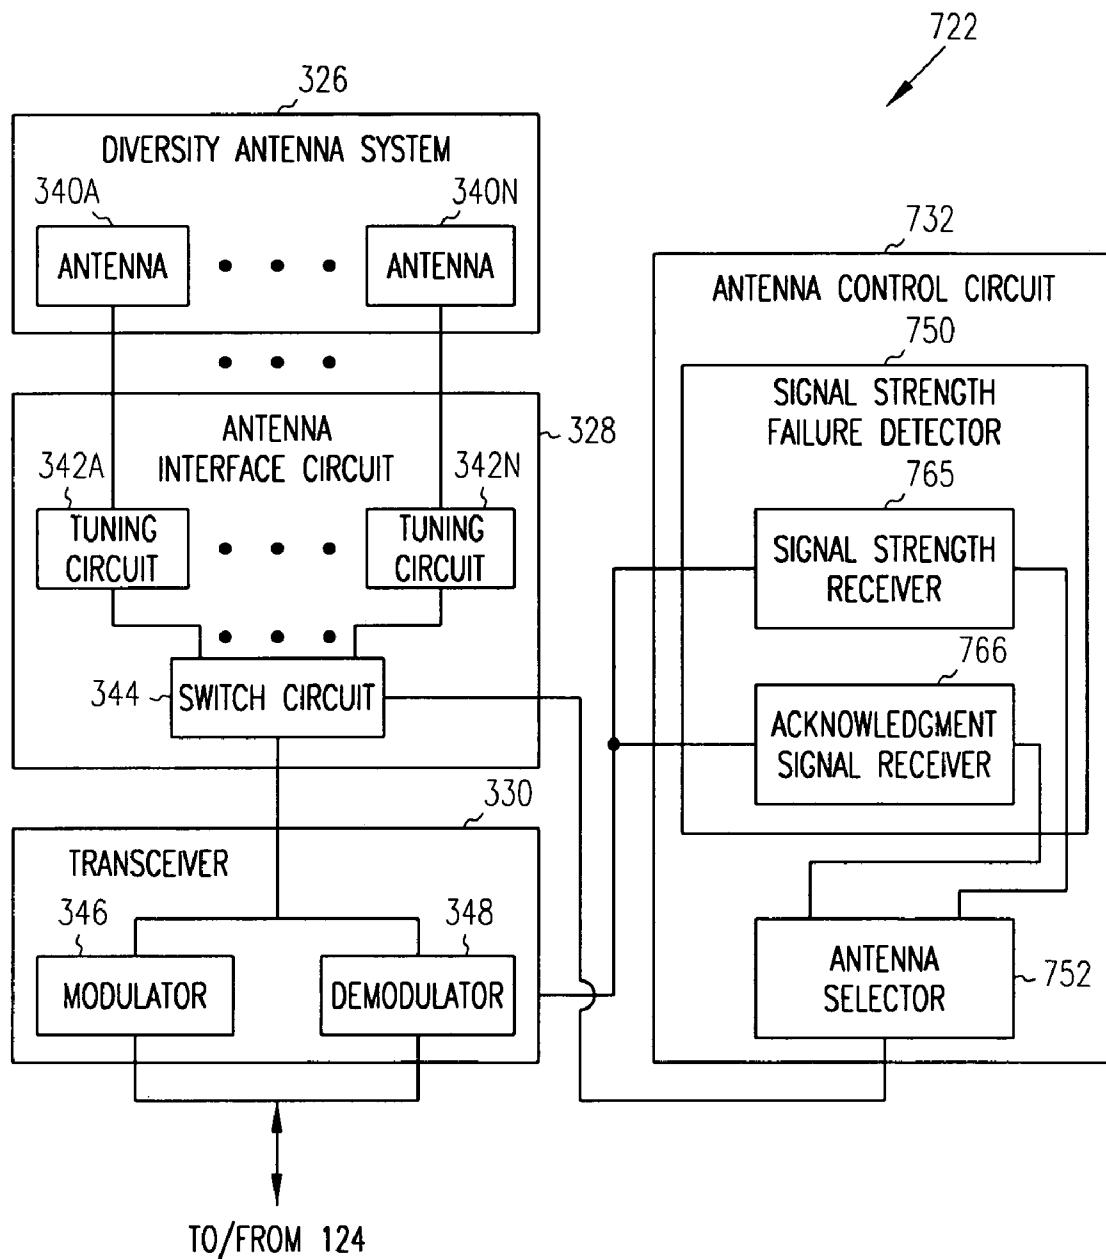 722
326
DIVERSITY ANTENNA SYSTEM
340A
340N
ANTENNA
ANTENNA
732
ANTENNA CONTROL CIRCUIT
750
SIGNAL STRENGTH
FAILURE DETECTOR
328
ANTENNA
INTERFACE CIRCUIT
342A
342N
TUNING
CIRCUIT
TUNING
CIRCUIT
765
SIGNAL STRENGTH
RECEIVER
344
SWITCH CIRCUIT
766
ACKNOWLEDGMENT
SIGNAL RECEIVER
330
TRANSCEIVER
346
348
MODULATOR
DEMODULATOR
ANTENNA
SELECTOR
752
TO/FROM 124